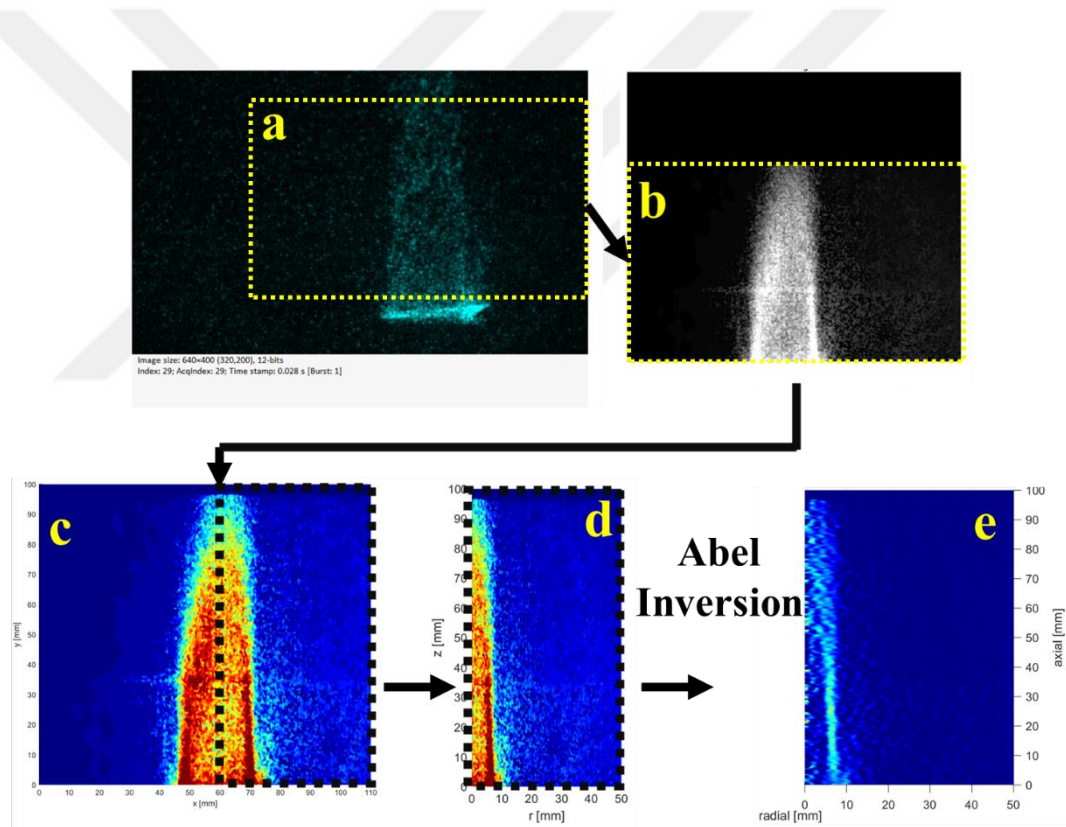 a
b
Image size: 640×400 (320,200), 12-bits
Index: 29; AcqIndex: 29; Time stamp: 0.028 s [Burst: 1]
c
100
90
80
70
60
50
40
30
20
10
0
y [mm]
0 10 20 30 40 50 60 70 80 90 100 110
x [mm]
d
100
90
80
70
60
50
40
30
20
10
0
z [mm]
0 10 20 30 40 50
r [mm]
Abel
Inversion
e
100
90
80
70
60
50
40
30
20
10
0
axial [mm]
0 10 20 30 40 50
radial [mm]